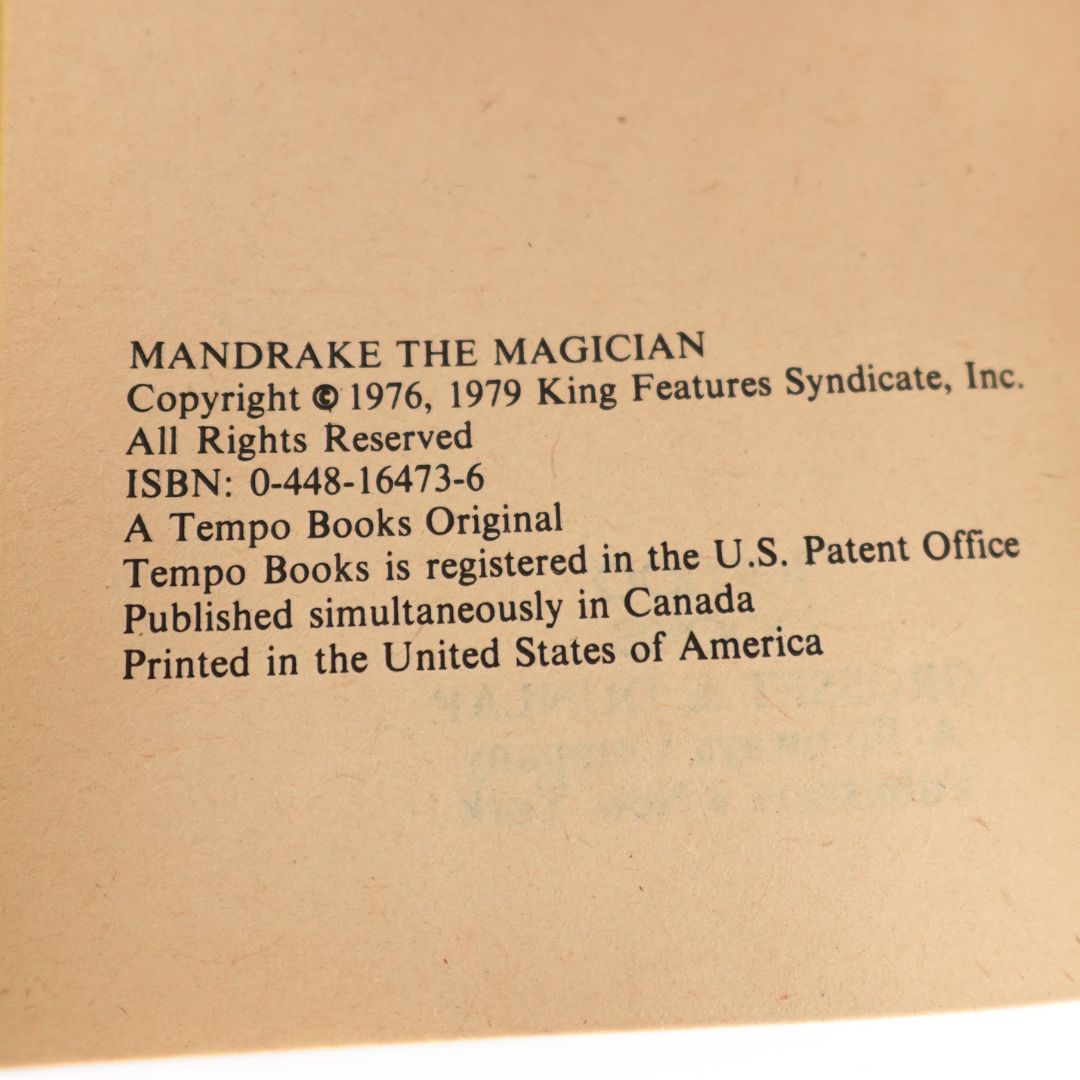 MANDRAKE THE MAGICIAN
Copyright © 1976, 1979 King Features Syndicate, Inc.
All Rights Reserved
ISBN: 0-448-16473-6
A Tempo Books Original
Tempo Books is registered in the U.S. Patent Office
Published simultaneously in Canada
Printed in the United States of America